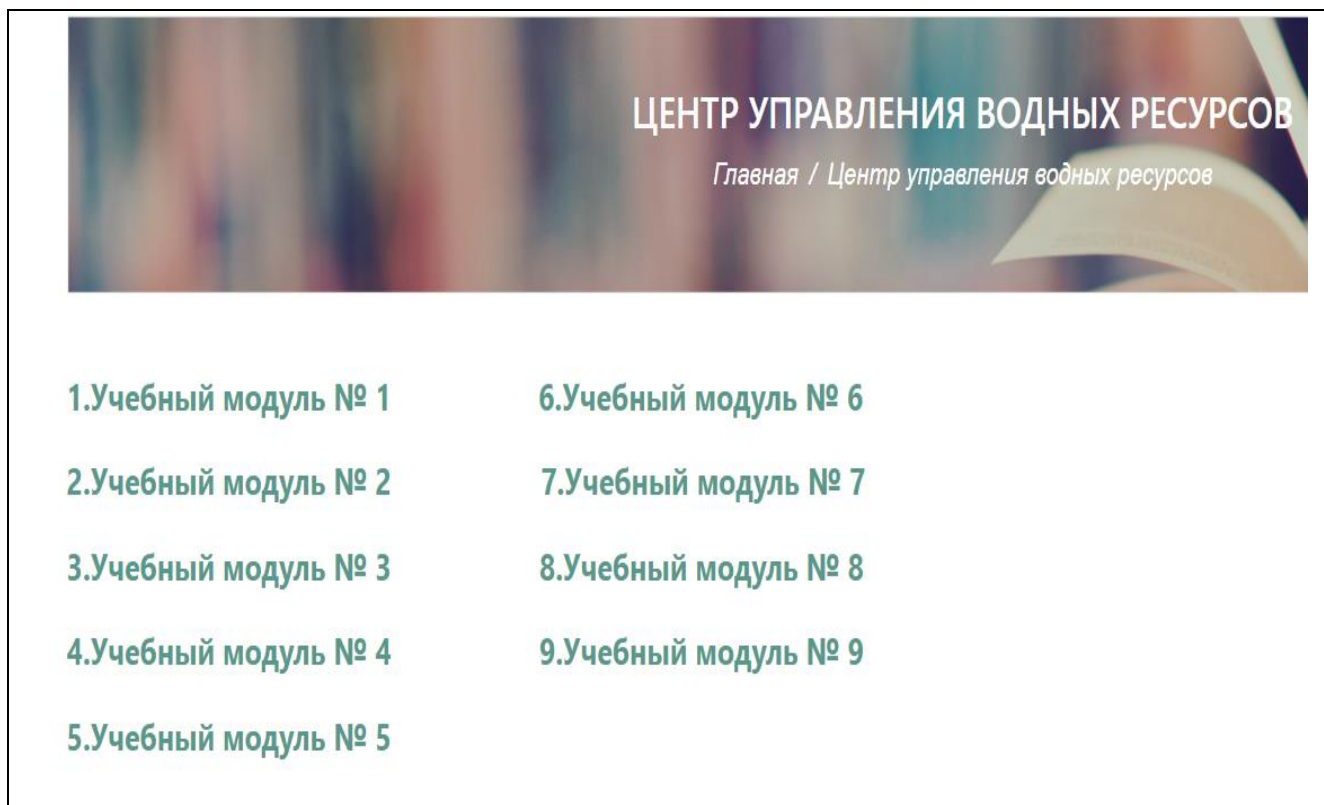 ЦЕНТР УПРАВЛЕНИЯ ВОДНЫХ РЕСУРСОВ
Главная / Центр управления водных ресурсов
1.Учебный модуль № 1
2.Учебный модуль № 2
3.Учебный модуль № 3
4.Учебный модуль № 4
5.Учебный модуль № 5
6.Учебный модуль № 6
7.Учебный модуль № 7
8.Учебный модуль № 8
9.Учебный модуль № 9